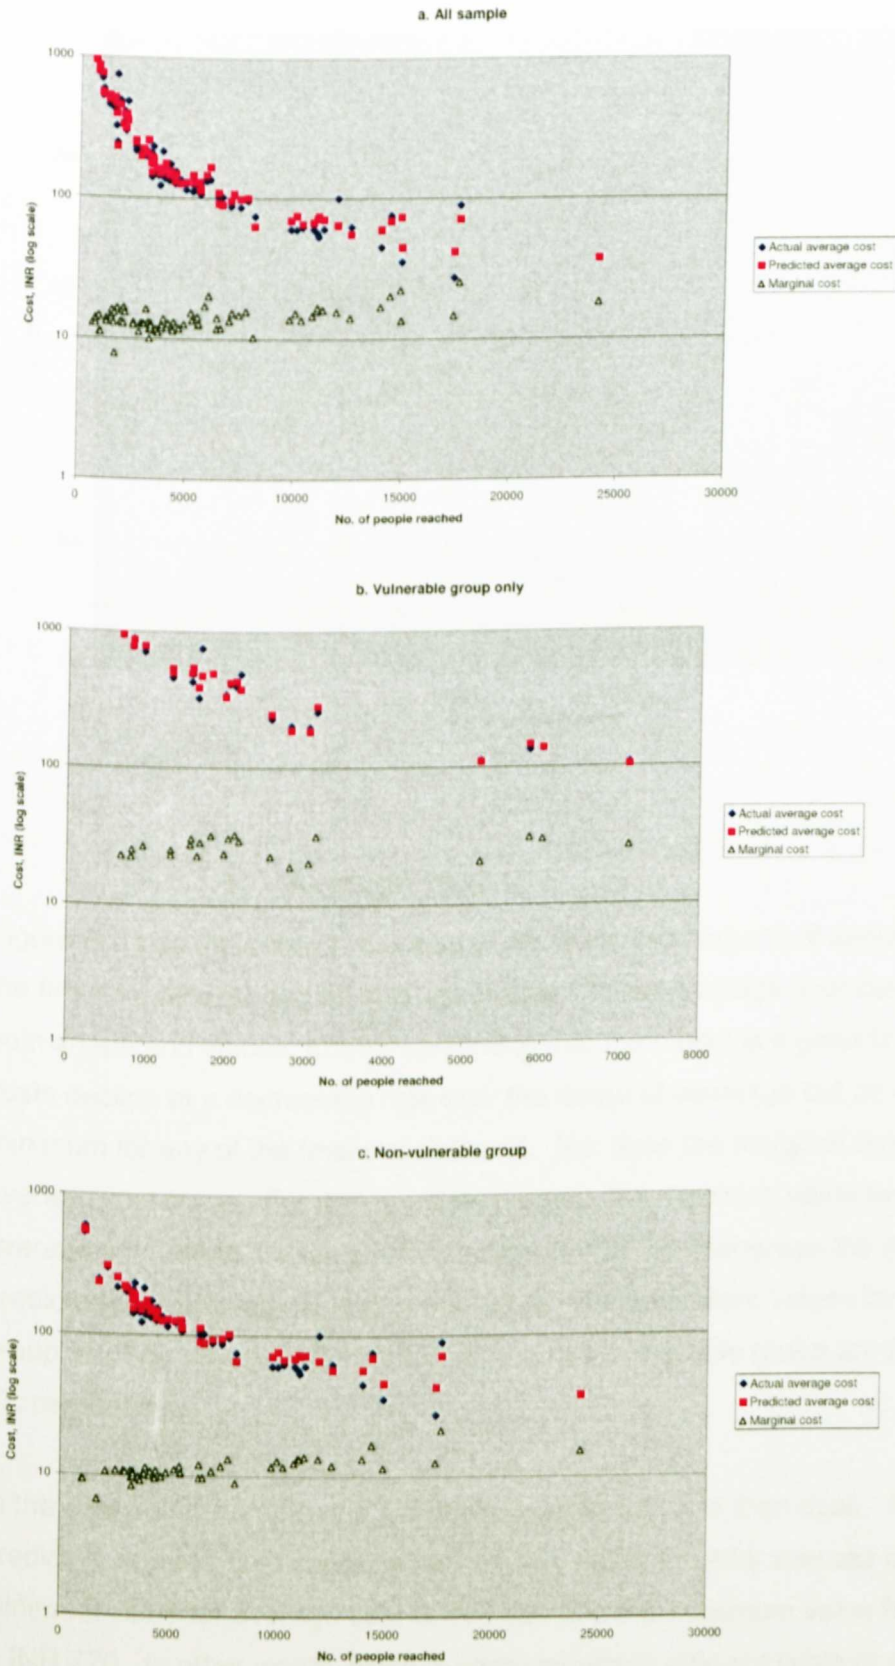 a. All sample
1000
100
10
1
Cost, INR (log scale)
0 5000 10000 15000 20000 25000 30000
No. of people reached
Actual average cost
Predicted average cost
Marginal cost
b. Vulnerable group only
1000
100
10
1
Cost, INR (log scale)
0 1000 2000 3000 4000 5000 6000 7000 8000
No. of people reached
Actual average cost
Predicted average cost
Marginal cost
c. Non-vulnerable group
1000
100
10
1
Cost, INR (log scale)
0 5000 10000 15000 20000 25000 30000
No. of people reached
Actual average cost
Predicted average cost
Marginal cost